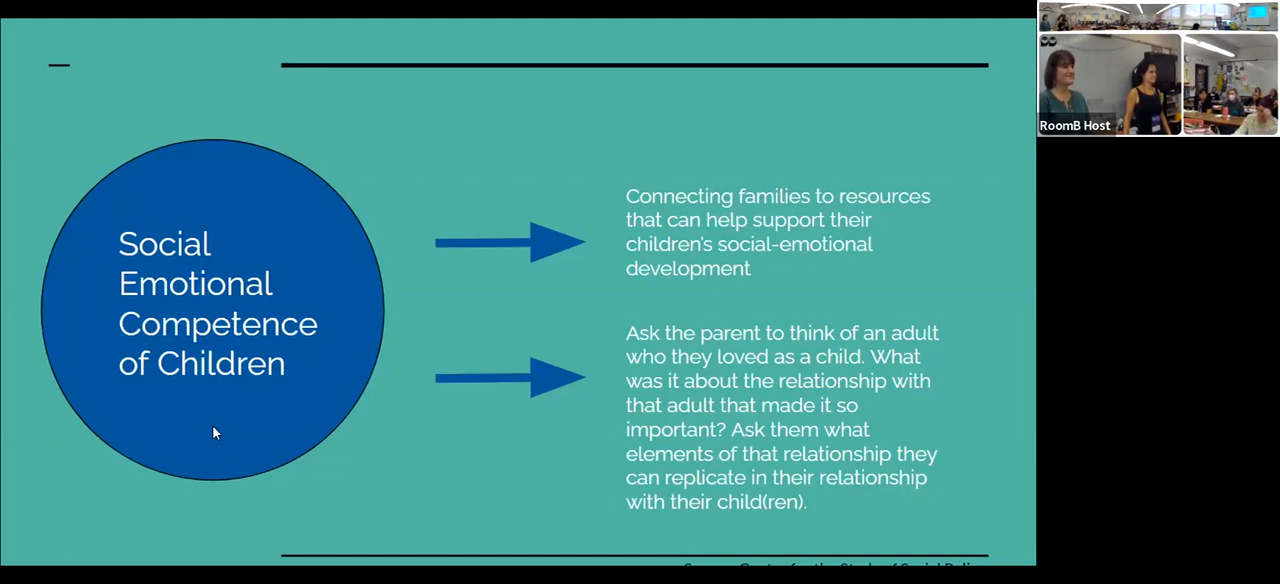 Social
Emotional
Competence
of Children
Connecting families to resources
that can help support their
children's social-emotional
development
Ask the parent to think of an adult
who they loved as a child. What
was it about the relationship with
that adult that made it so
important? Ask them what
elements of that relationship they
can replicate in their relationship
with their child(ren).
RoomB Host